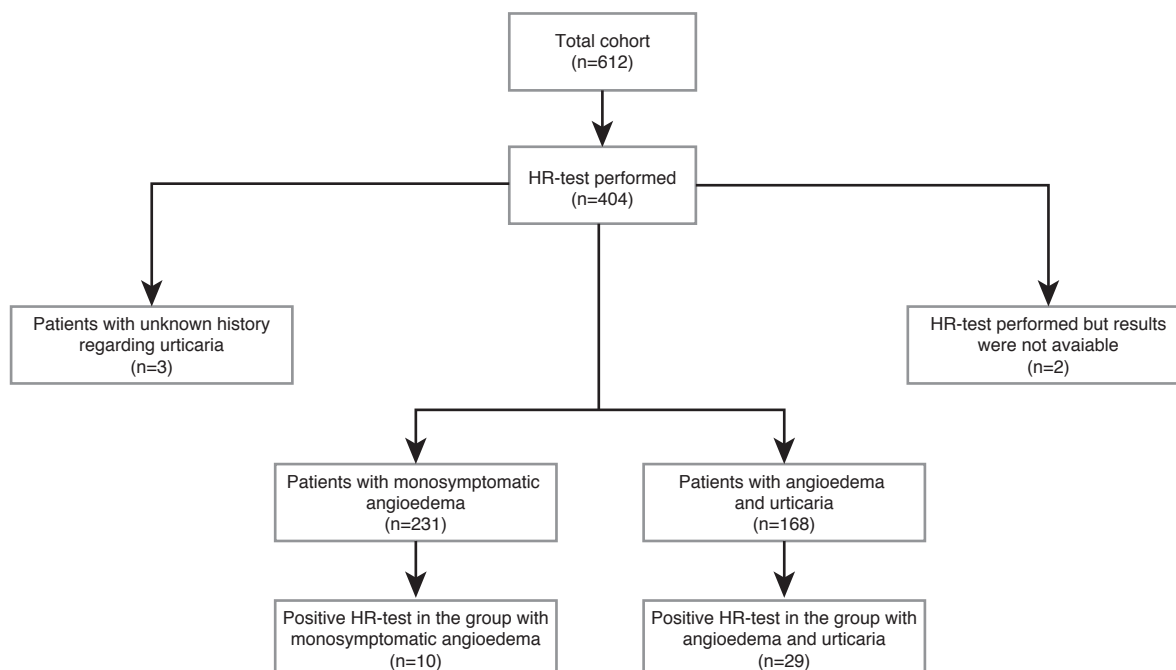 Total cohort
(n=612)
HR-test performed
(n=404)
Patients with unknown history
regarding urticaria
(n=3)
HR-test performed but results
were not avaiable
(n=2)
Patients with monosymptomatic
angioedema
(n=231)
Patients with angioedema
and urticaria
(n=168)
Positive HR-test in the group with
monosymptomatic angioedema
(n=10)
Positive HR-test in the group with
angioedema and urticaria
(n=29)